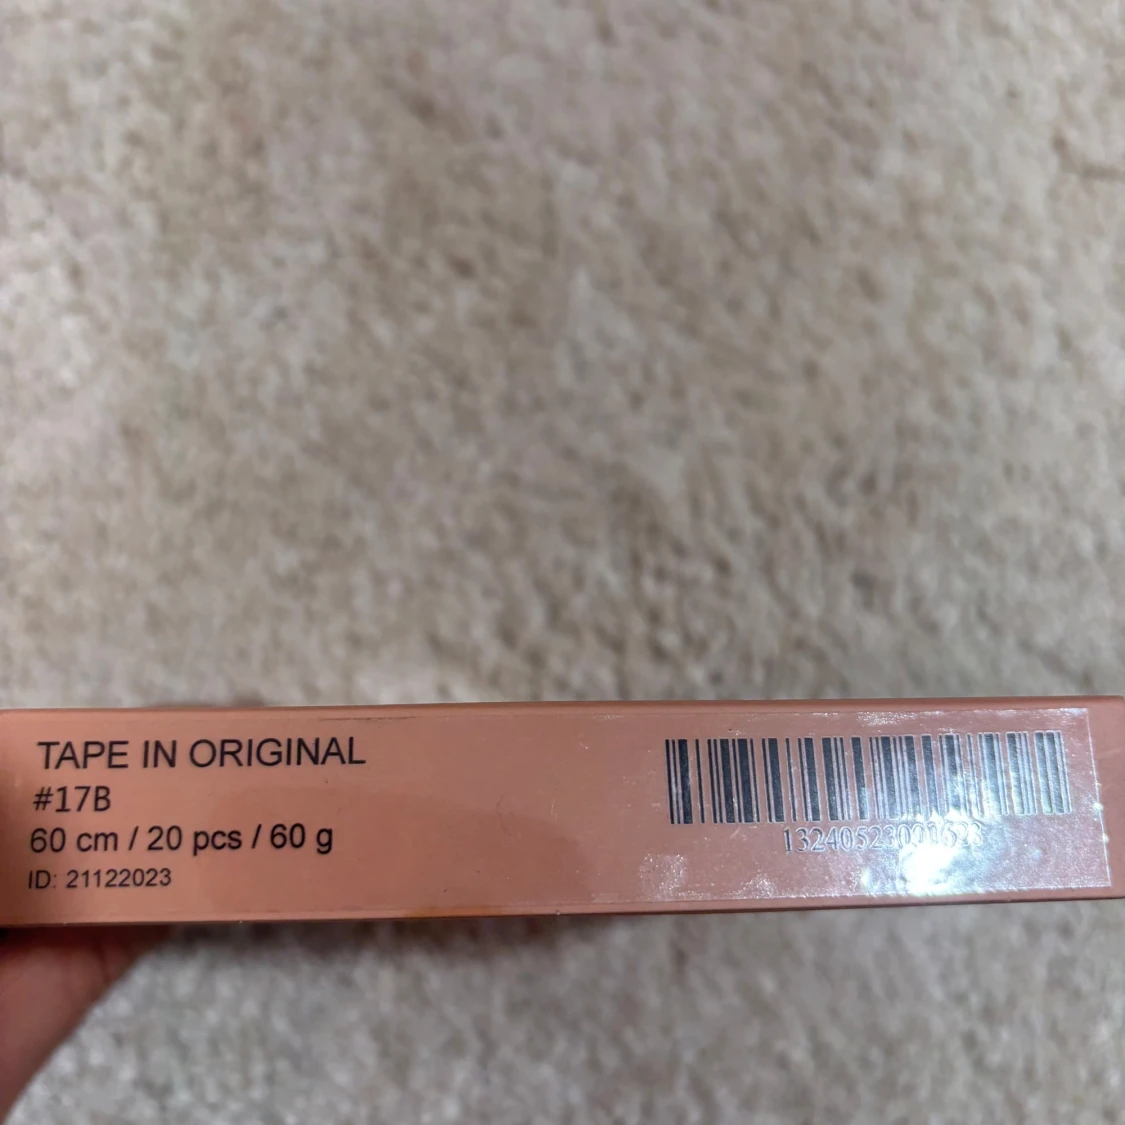 TAPE IN ORIGINAL
#17B
60 cm / 20 pcs / 60 g
ID: 21122023